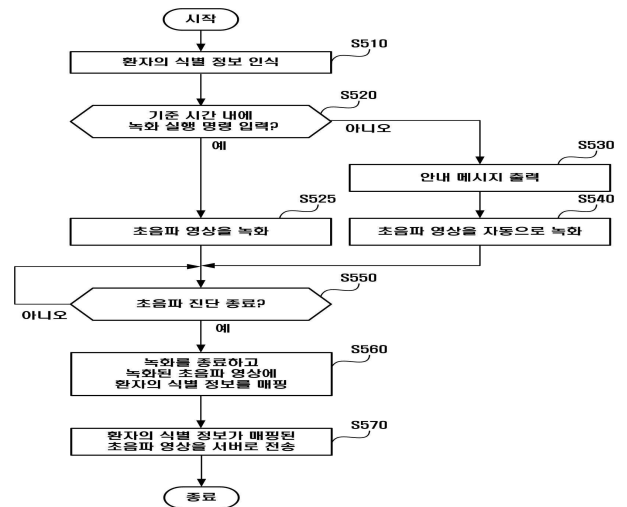 시작
S510
환자의 식별 정보 인식
S520
기준 시간 내에
녹화 실행 명령 입력?
아니오
예
S530
안내 메시지 출력
S525
초음파 영상을 녹화
S540
초음파 영상을 자동으로 녹화
S550
초음파 진단 종료?
아니오
예
S560
녹화를 종료하고
녹화된 초음파 영상에
환자의 식별 정보를 매핑
S570
환자의 식별 정보가 매핑된
초음파 영상을 서버로 전송
종료